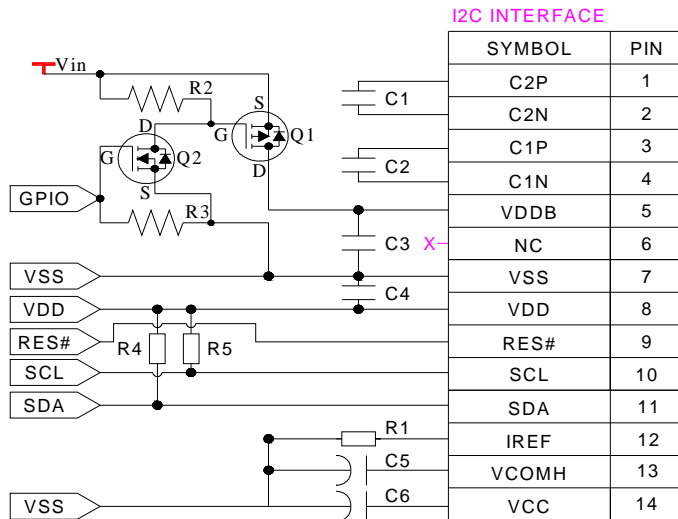 I2C INTERFACE
SYMBOL PIN
Vin
R2
S
D
G
Q1
C1
C2P 1
C2N 2
G
Q2
D
C2
C1P 3
C1N 4
S
GPIO
R3
VDDB 5
C3
X
NC 6
VSS
VSS 7
C4
VDD
VDD 8
RES#
R4
R5
RES# 9
SCL
SCL 10
SDA
SDA 11
R1
IREF 12
C5
VCOMH 13
C6
VSS
VCC 14